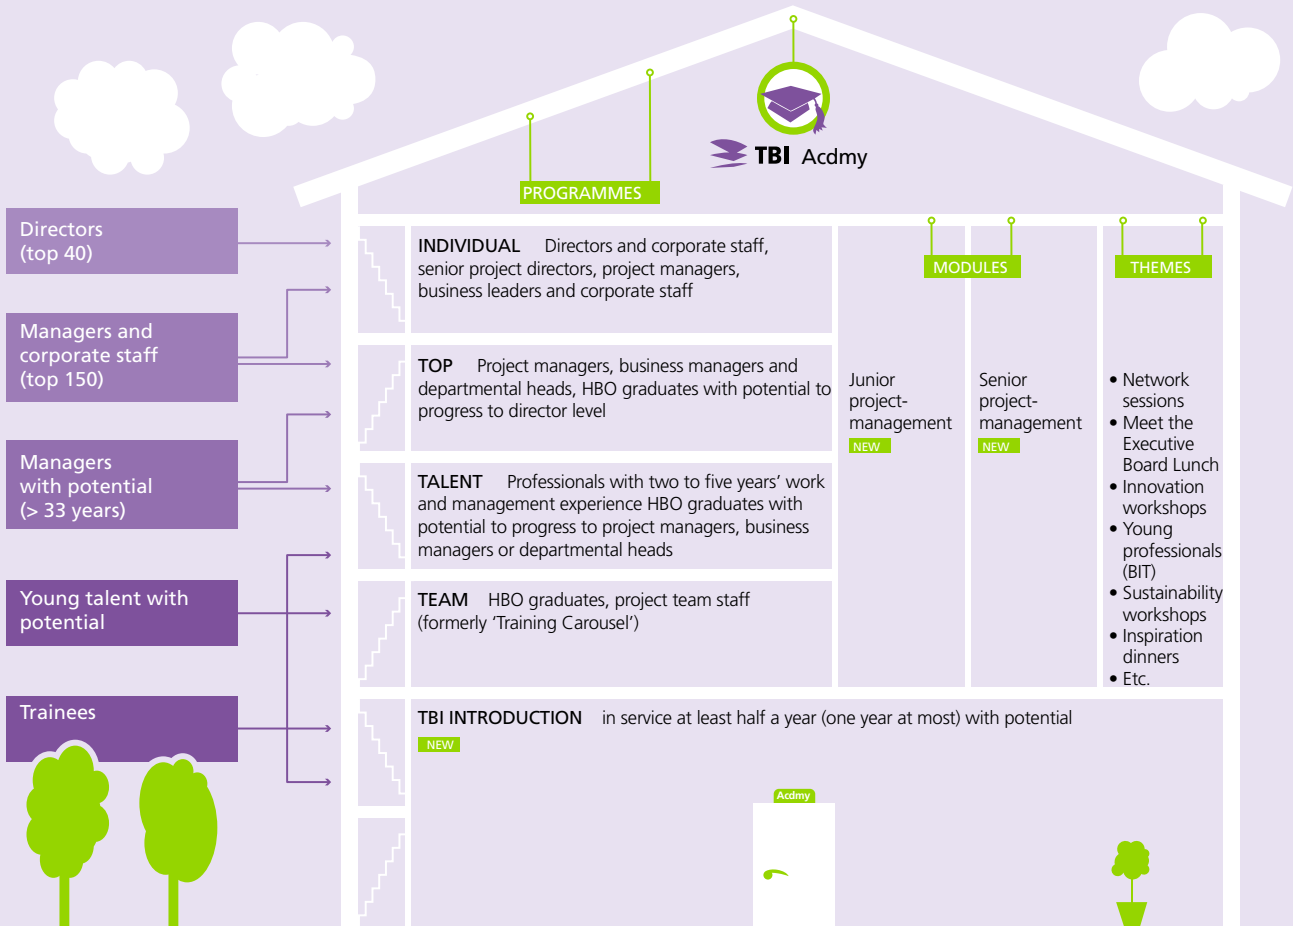 TBI Acdmy
PROGRAMMES
Directors
(top 40)
Managers and
corporate staff
(top 150)
Managers
with potential
(> 33 years)
Young talent with
potential
Trainees
INDIVIDUAL Directors and corporate staff,
senior project directors, project managers,
business leaders and corporate staff
TOP Project managers, business managers and
departmental heads, HBO graduates with potential to
progress to director level
TALENT Professionals with two to five years’ work
and management experience HBO graduates with
potential to progress to project managers, business
managers or departmental heads
TEAM HBO graduates, project team staff
(formerly ‘Training Carousel’)
MODULES
Junior
project-
management
NEW
Senior
project-
management
NEW
THEMES
• Network
sessions
• Meet the
Executive
Board Lunch
• Innovation
workshops
• Young
professionals
(BIT)
• Sustainability
workshops
• Inspiration
dinners
• Etc.
TBI INTRODUCTION in service at least half a year (one year at most) with potential
NEW
Acdmy